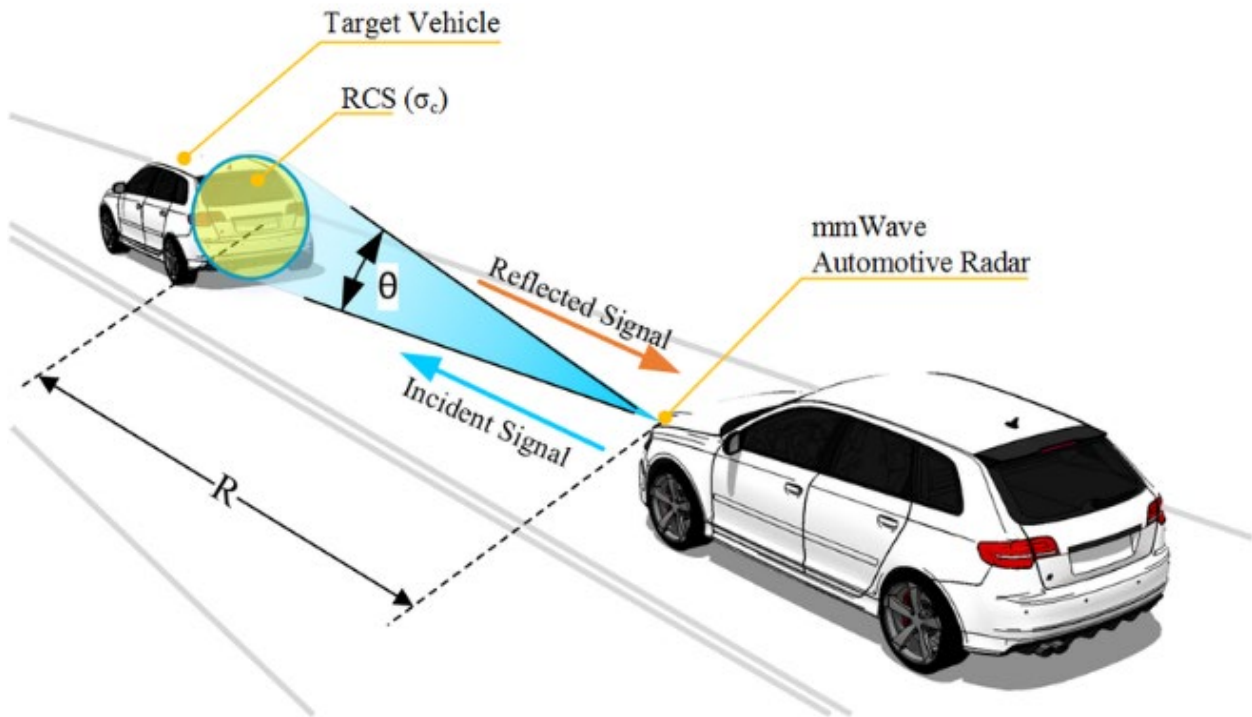 Target Vehicle
RCS (σc)
mmWave
Automotive Radar
θ
Reflected Signal
Incident Signal
R